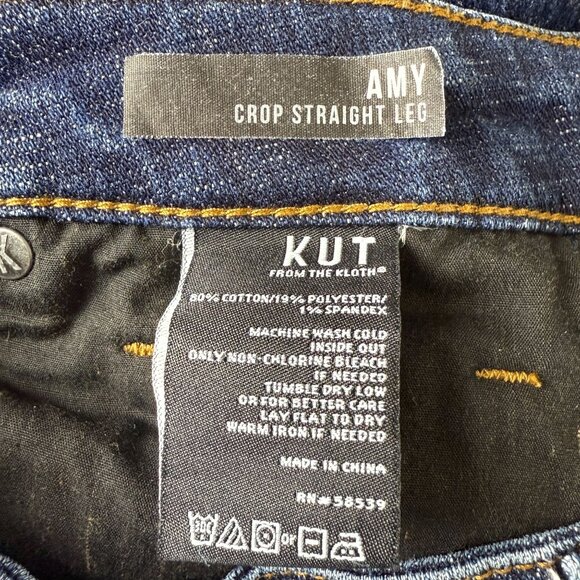 AMY
CROP STRAIGHT LEG
KUT
FROM THE KLOTH®
80% COTTON/19% POLYESTER/
1% SPANDEX
MACHINE WASH COLD
INSIDE OUT
ONLY NON-CHLORINE BLEACH
IF NEEDED
TUMBLE DRY LOW
OR FOR BETTER CARE
LAY FLAT TO DRY
WARM IRON IF NEEDED
MADE IN CHINA
RN#58539
30C or
K